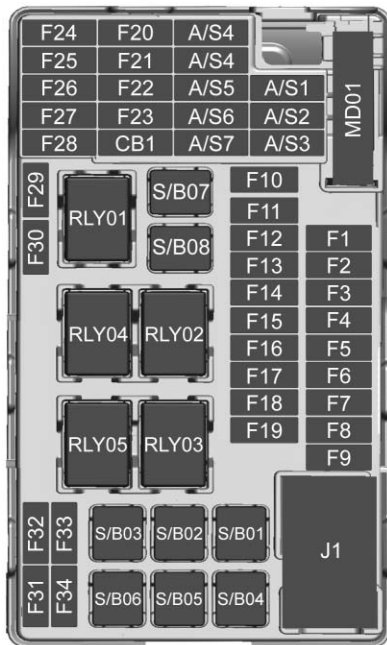 F24 F20 A/S4
F25 F21 A/S4
F26 F22 A/S5 A/S1
F27 F23 A/S6 A/S2
F28 CB1 A/S7 A/S3
MD01
F29
F30
RLY01
S/B07
S/B08
F10
F11
F12 F1
F13 F2
F14 F3
F15 F4
F16 F5
F17 F6
F18 F7
F19 F8
F9
RLY04 RLY02
RLY05 RLY03
F32 F33
F31 F34
S/B03 S/B02 S/B01
S/B06 S/B05 S/B04
J1